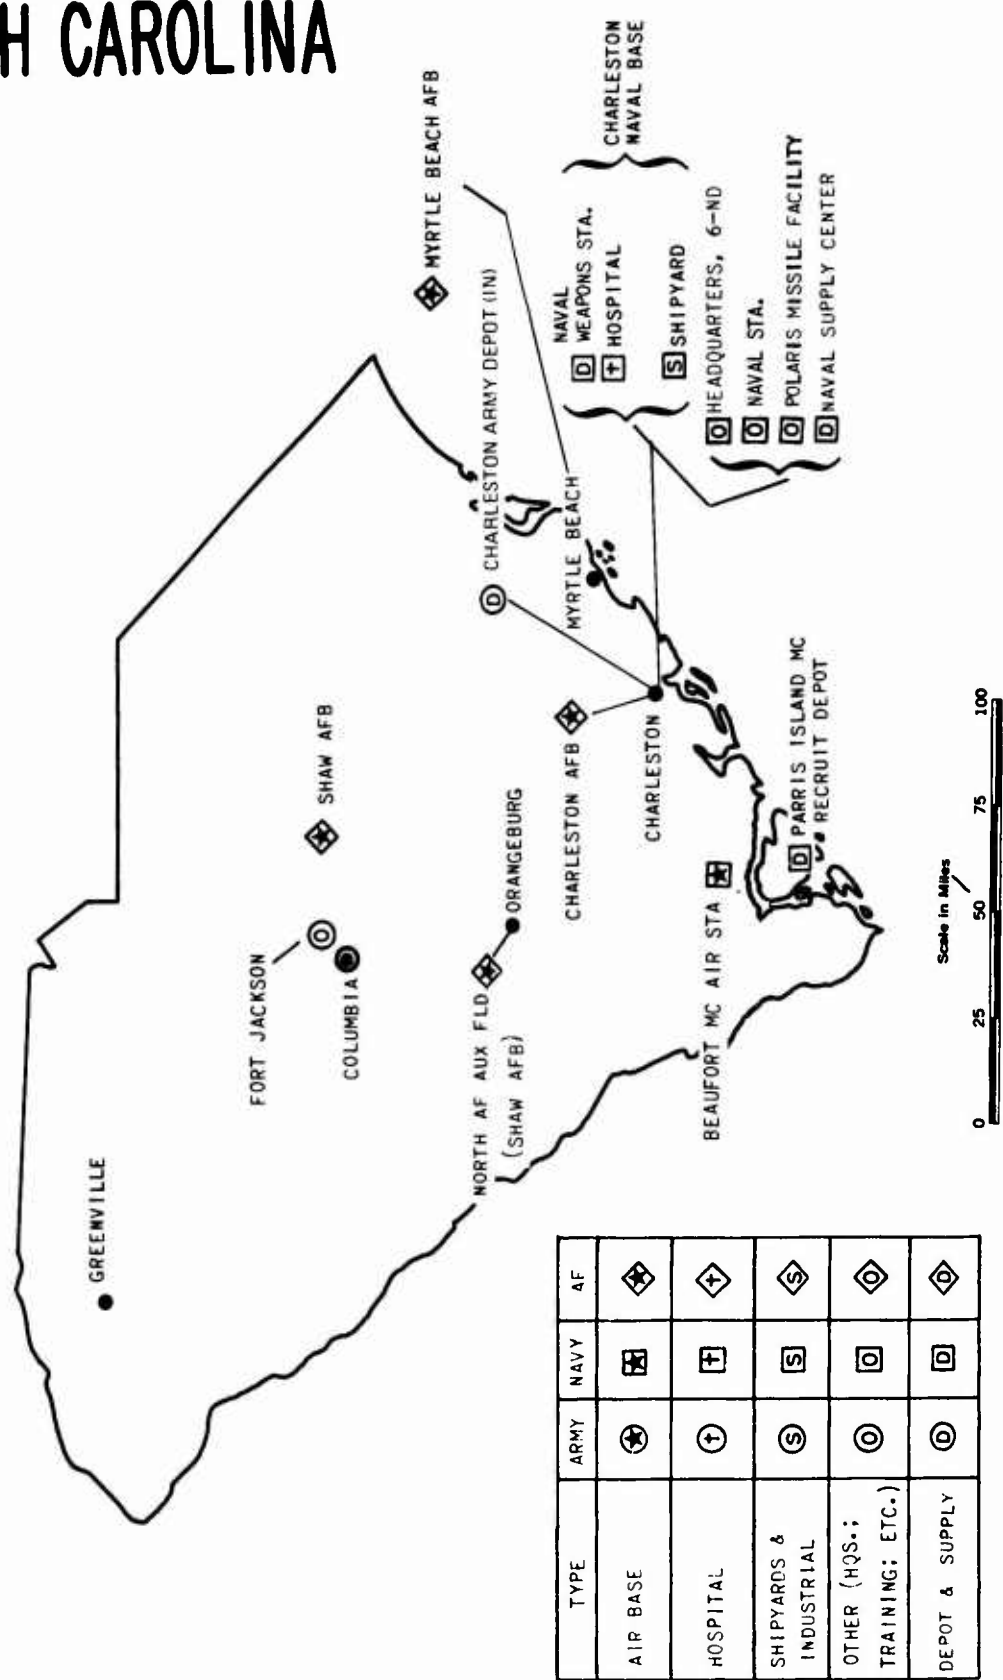 H CAROLINA
GREENVILLE
FORT JACKSON
COLUMBIA
SHAW AFB
NORTH AF AUX FLD
(SHAW AFB)
ORANGEBURG
MYRTLE BEACH AFB
CHARLESTON ARMY DEPOT (IN)
D
CHARLESTON AFB
MYRTLE BEACH
CHARLESTON
NAVAL
D WEAPONS STA.
HOSPITAL
S SHIPYARD
CHARLESTON
NAVAL BASE
O HEADQUARTERS, 6-ND
O NAVAL STA.
O POLARIS MISSILE FACILITY
D NAVAL SUPPLY CENTER
BEAUFORT MC AIR STA
D PARRIS ISLAND MC
RECRUIT DEPOT
Scale in Miles
0 25 50 75 100
TYPE ARMY NAVY AF
AIR BASE
HOSPITAL
SHIPYARDS &
INDUSTRIAL S S S
OTHER (HQS.;
TRAINING; ETC.) O O O
DEPOT & SUPPLY D D D